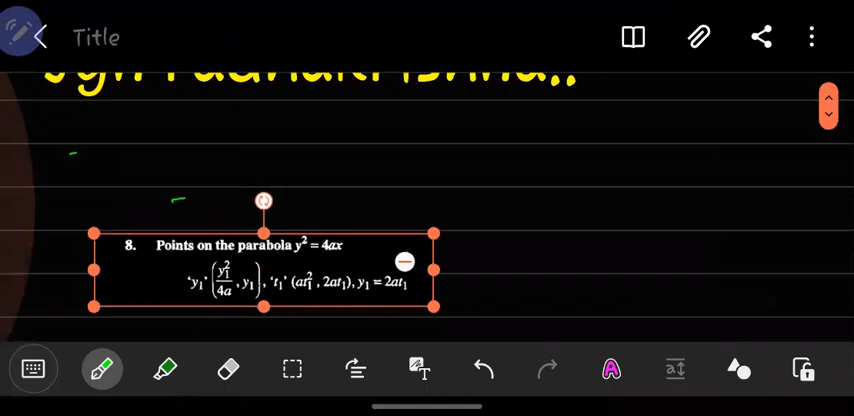 Title
8. Points on the parabola y² = 4ax
'y₁' (y₁²/4a, y₁), 't₁' (at₁², 2at₁), y₁ = 2at₁